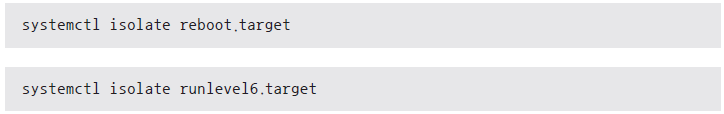 systemctl isolate reboot.target
systemctl isolate runlevel6.target